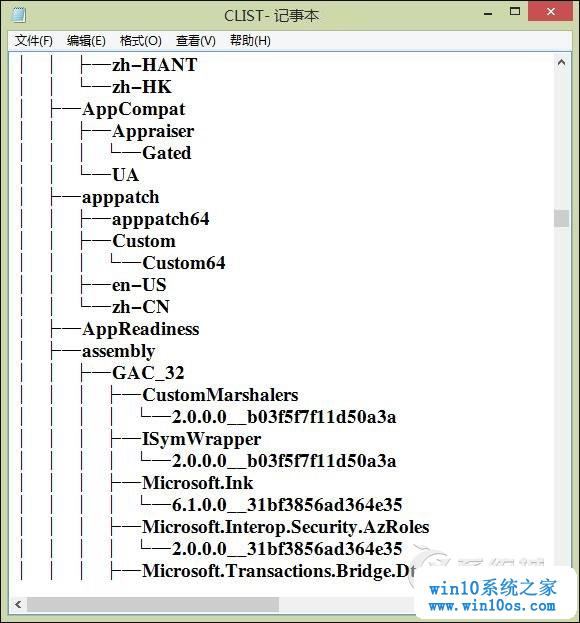 CLIST- 记事本
文件(F) 编辑(E) 格式(O) 查看(V) 帮助(H)
│ │ ├─zh-HANT
│ │ └─zh-HK
│ ├─AppCompat
│ │ ├─Appraiser
│ │ │ └─Gated
│ │ └─UA
│ ├─apppatch
│ │ ├─apppatch64
│ │ ├─Custom
│ │ │ └─Custom64
│ │ ├─en-US
│ │ └─zh-CN
│ ├─AppReadiness
│ ├─assembly
│ │ ├─GAC_32
│ │ │ ├─CustomMarshalers
│ │ │ │ └─2.0.0.0__b03f5f7f11d50a3a
│ │ │ ├─ISymWrapper
│ │ │ │ └─2.0.0.0__b03f5f7f11d50a3a
│ │ │ ├─Microsoft.Ink
│ │ │ │ └─6.1.0.0__31bf3856ad364e35
│ │ │ ├─Microsoft.Interop.Security.AzRoles
│ │ │ │ └─2.0.0.0__31bf3856ad364e35
│ │ │ ├─Microsoft.Transactions.Bridge.Dt
win10系统之家
www.win10os.com